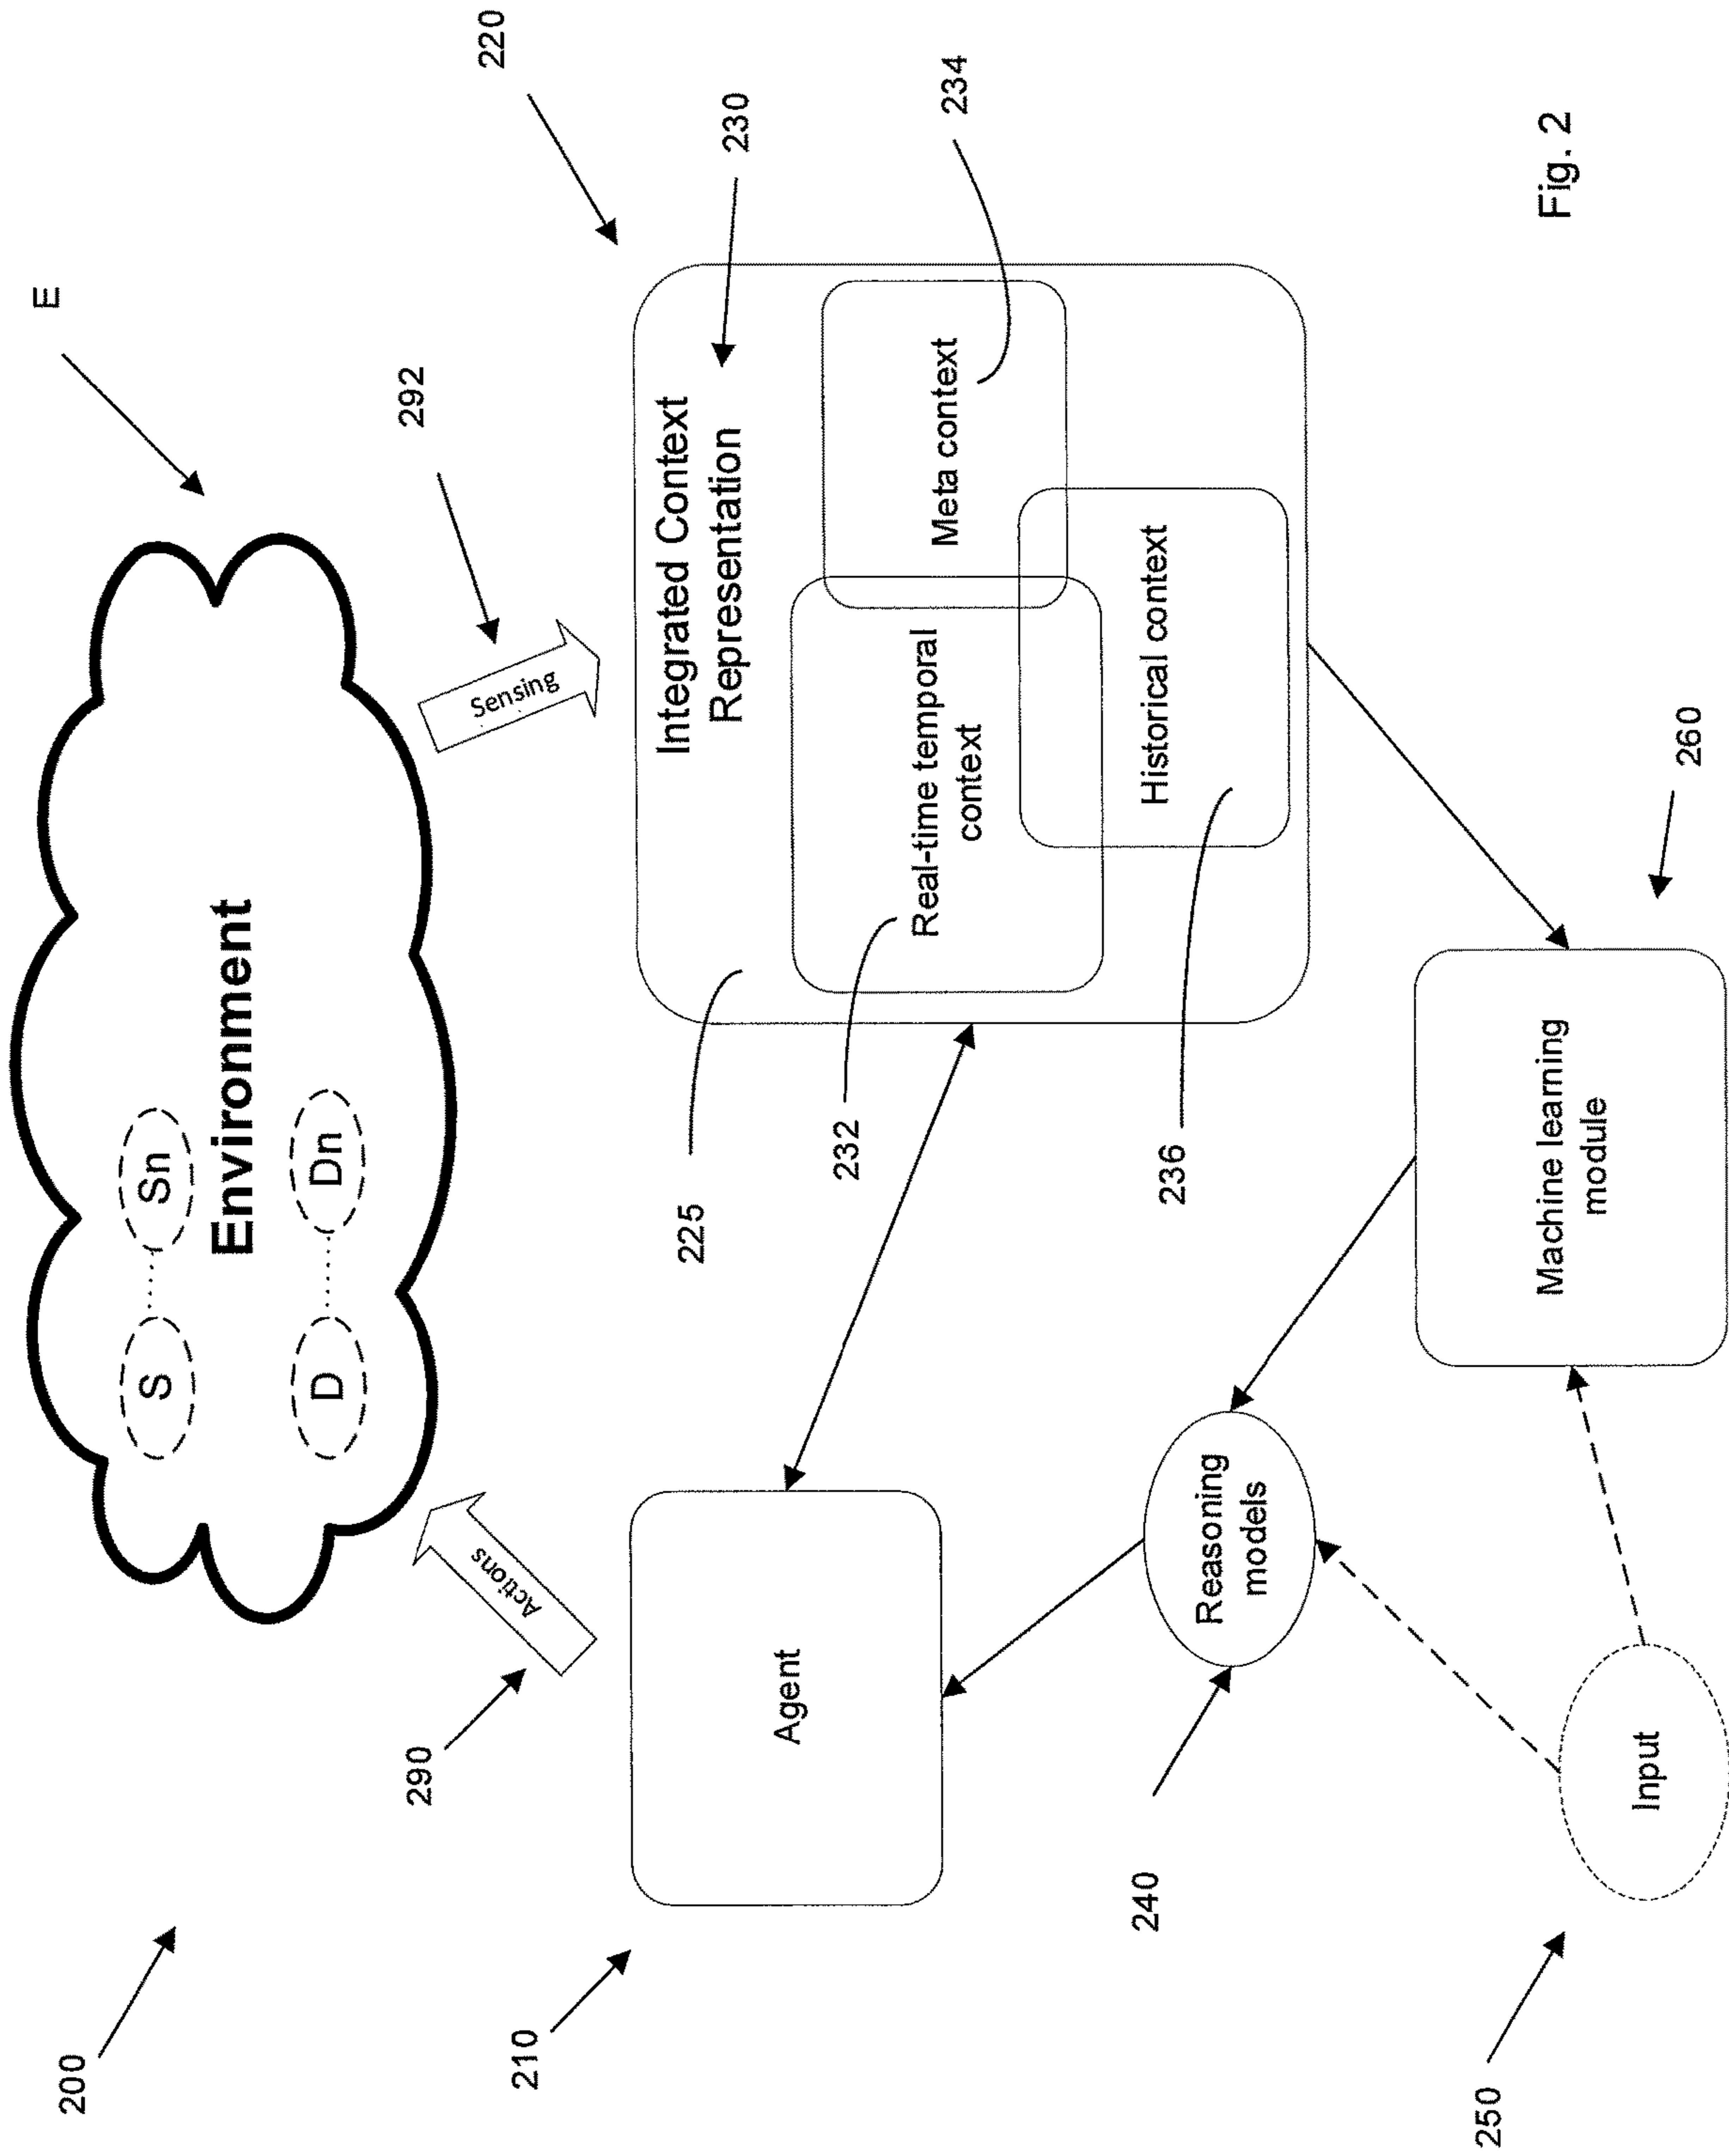 200
E
S
Sn
Environment
D
Dn
290
Actions
292
Sensing
220
210
Agent
225
Integrated Context
Representation
230
232
Real-time temporal
context
Meta context
234
236
Historical context
240
Reasoning
models
250
Input
Machine learning
module
260
Fig. 2